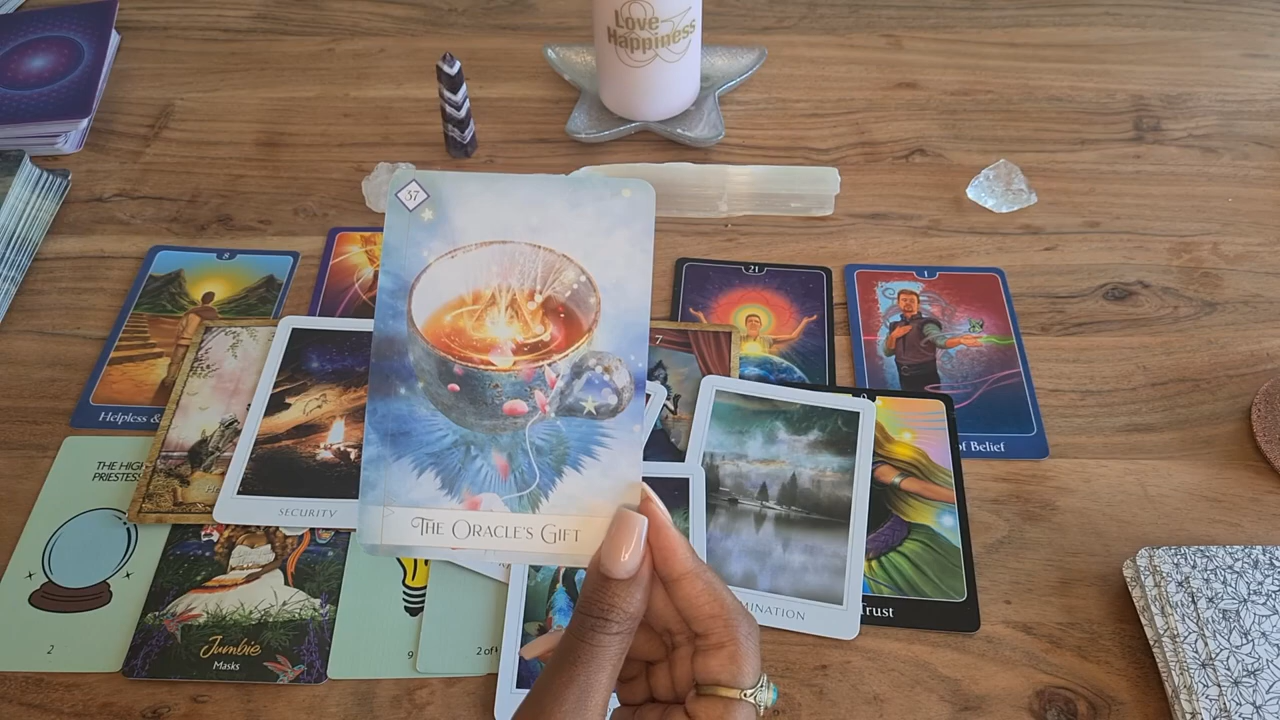 Love
Happiness
37
8
21
1
7
Helpless &
of Belief
THE HIGH
PRIESTESS
SECURITY
THE ORACLE'S GIFT
MINATION
Trust
Jumbie
Masks
2
9
2 of